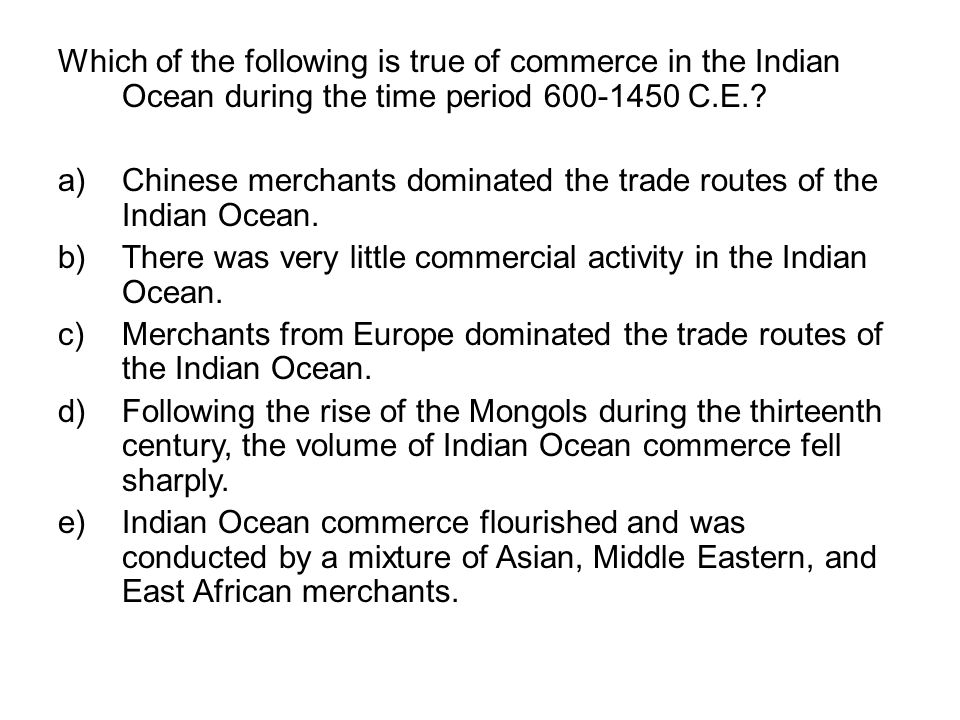 Which of the following is true of commerce in the Indian
Ocean during the time period 600-1450 C.E.?
a) Chinese merchants dominated the trade routes of the
Indian Ocean.
b) There was very little commercial activity in the Indian
Ocean.
c) Merchants from Europe dominated the trade routes of
the Indian Ocean.
d) Following the rise of the Mongols during the thirteenth
century, the volume of Indian Ocean commerce fell
sharply.
e) Indian Ocean commerce flourished and was
conducted by a mixture of Asian, Middle Eastern, and
East African merchants.